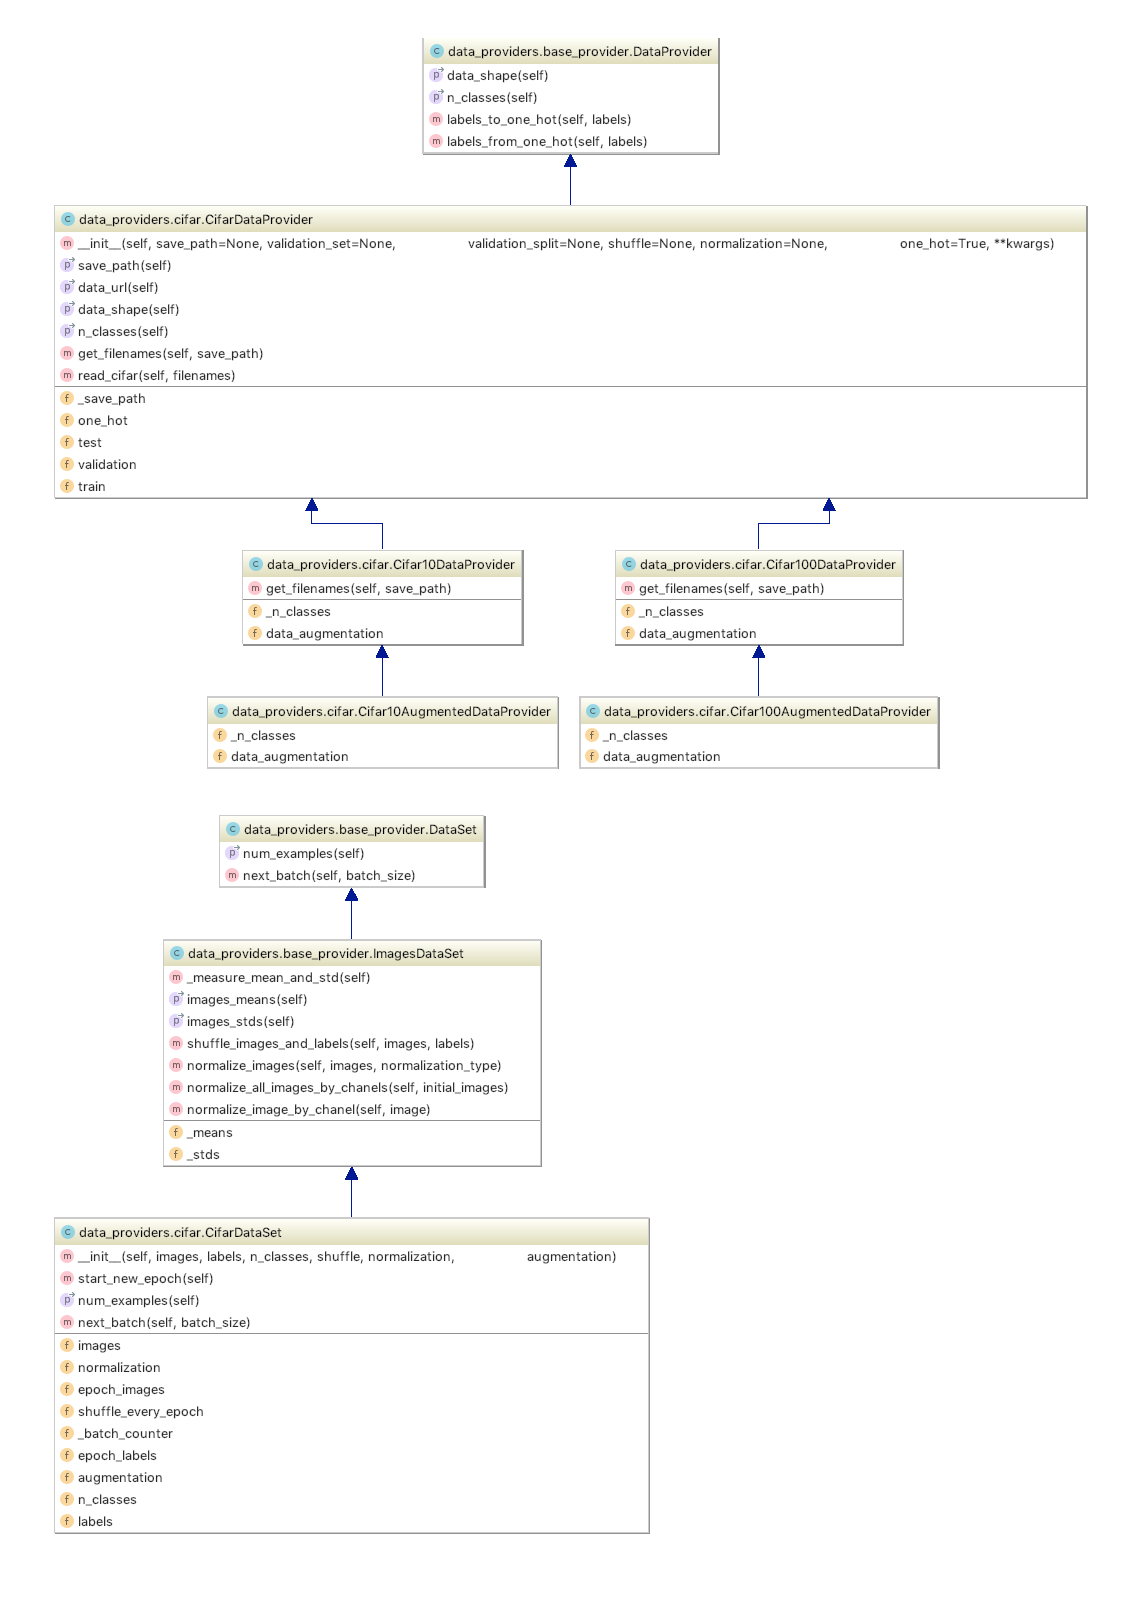 data_providers.base_provider.DataProvider
data_shape(self)
n_classes(self)
labels_to_one_hot(self, labels)
labels_from_one_hot(self, labels)
data_providers.cifar.CifarDataProvider
__init__(self, save_path=None, validation_set=None, validation_split=None, shuffle=None, normalization=None, one_hot=True, **kwargs)
save_path(self)
data_url(self)
data_shape(self)
n_classes(self)
get_filenames(self, save_path)
read_cifar(self, filenames)
_save_path
one_hot
test
validation
train
data_providers.cifar.Cifar10DataProvider
get_filenames(self, save_path)
_n_classes
data_augmentation
data_providers.cifar.Cifar100DataProvider
get_filenames(self, save_path)
_n_classes
data_augmentation
data_providers.cifar.Cifar10AugmentedDataProvider
_n_classes
data_augmentation
data_providers.cifar.Cifar100AugmentedDataProvider
_n_classes
data_augmentation
data_providers.base_provider.DataSet
num_examples(self)
next_batch(self, batch_size)
data_providers.base_provider.ImagesDataSet
_measure_mean_and_std(self)
images_means(self)
images_stds(self)
shuffle_images_and_labels(self, images, labels)
normalize_images(self, images, normalization_type)
normalize_all_images_by_chanels(self, initial_images)
normalize_image_by_chanel(self, image)
_means
_stds
data_providers.cifar.CifarDataSet
__init__(self, images, labels, n_classes, shuffle, normalization, augmentation)
start_new_epoch(self)
num_examples(self)
next_batch(self, batch_size)
images
normalization
epoch_images
shuffle_every_epoch
_batch_counter
epoch_labels
augmentation
n_classes
labels